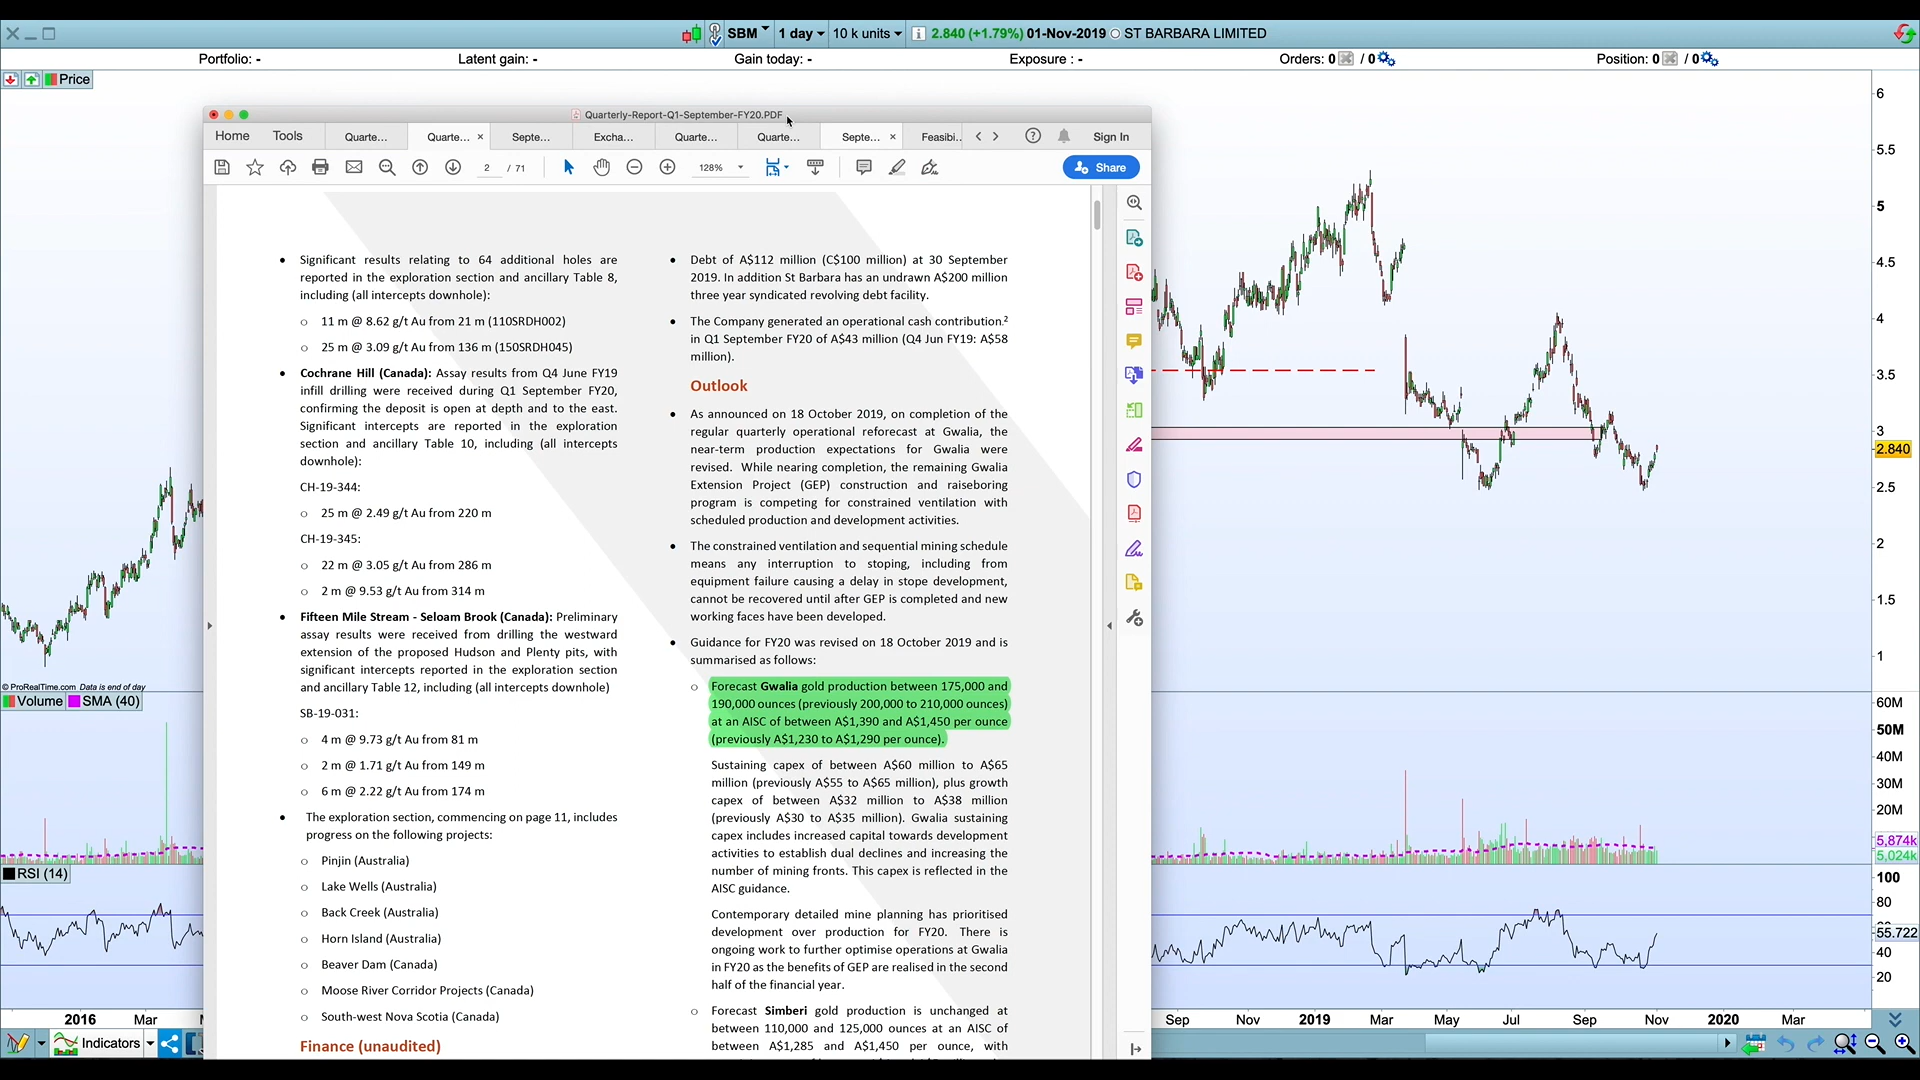 SBM 1 day 10 k units 2.840 (+1.79%) 01-Nov-2019 ST BARBARA LIMITED
Portfolio: - Latent gain: - Gain today: - Exposure : - Orders: 0 / 0 Position: 0 / 0
Price
Quarterly-Report-Q1-September-FY20.PDF
Home Tools Quarte... Quarte... × Septe... Excha... Quarte... Quarte... Septe... × Feasibi... Sign In
2 / 71 128% Share
• Significant results relating to 64 additional holes are
reported in the exploration section and ancillary Table 8,
including (all intercepts downhole):
o 11 m @ 8.62 g/t Au from 21 m (110SRDH002)
o 25 m @ 3.09 g/t Au from 136 m (150SRDH045)
• Cochrane Hill (Canada): Assay results from Q4 June FY19
infill drilling were received during Q1 September FY20,
confirming the deposit is open at depth and to the east.
Significant intercepts are reported in the exploration
section and ancillary Table 10, including (all intercepts
downhole):
CH-19-344:
o 25 m @ 2.49 g/t Au from 220 m
CH-19-345:
o 22 m @ 3.05 g/t Au from 286 m
o 2 m @ 9.53 g/t Au from 314 m
• Fifteen Mile Stream - Seloam Brook (Canada): Preliminary
assay results were received from drilling the westward
extension of the proposed Hudson and Plenty pits, with
significant intercepts reported in the exploration section
and ancillary Table 12, including (all intercepts downhole)
SB-19-031:
o 4 m @ 9.73 g/t Au from 81 m
o 2 m @ 1.71 g/t Au from 149 m
o 6 m @ 2.22 g/t Au from 174 m
• The exploration section, commencing on page 11, includes
progress on the following projects:
o Pinjin (Australia)
o Lake Wells (Australia)
o Back Creek (Australia)
o Horn Island (Australia)
o Beaver Dam (Canada)
o Moose River Corridor Projects (Canada)
o South-west Nova Scotia (Canada)
Finance (unaudited)
• Debt of A$112 million (C$100 million) at 30 September
2019. In addition St Barbara has an undrawn A$200 million
three year syndicated revolving debt facility.
• The Company generated an operational cash contribution.²
in Q1 September FY20 of A$43 million (Q4 Jun FY19: A$58
million).
Outlook
• As announced on 18 October 2019, on completion of the
regular quarterly operational reforecast at Gwalia, the
near-term production expectations for Gwalia were
revised. While nearing completion, the remaining Gwalia
Extension Project (GEP) construction and raiseboring
program is competing for constrained ventilation with
scheduled production and development activities.
• The constrained ventilation and sequential mining schedule
means any interruption to stoping, including from
equipment failure causing a delay in stope development,
cannot be recovered until after GEP is completed and new
working faces have been developed.
• Guidance for FY20 was revised on 18 October 2019 and is
summarised as follows:
o Forecast Gwalia gold production between 175,000 and
190,000 ounces (previously 200,000 to 210,000 ounces)
at an AISC of between A$1,390 and A$1,450 per ounce
(previously A$1,230 to A$1,290 per ounce).
Sustaining capex of between A$60 million to A$65
million (previously A$55 to A$65 million), plus growth
capex of between A$32 million to A$38 million
(previously A$30 to A$35 million). Gwalia sustaining
capex includes increased capital towards development
activities to establish dual declines and increasing the
number of mining fronts. This capex is reflected in the
AISC guidance.
Contemporary detailed mine planning has prioritised
development over production for FY20. There is
ongoing work to further optimise operations at Gwalia
in FY20 as the benefits of GEP are realised in the second
half of the financial year.
o Forecast Simberi gold production is unchanged at
between 110,000 and 125,000 ounces at an AISC of
between A$1,285 and A$1,450 per ounce, with
6
5.5
5
4.5
4
3.5
3
2.840
2.5
2
1.5
1
© ProRealTime.com Data is end of day
Volume SMA (40)
60M
50M
40M
30M
20M
5,874k
5,024k
RSI (14)
100
80
55.722
40
20
2016 Mar Sep Nov 2019 Mar May Jul Sep Nov 2020 Mar
Indicators